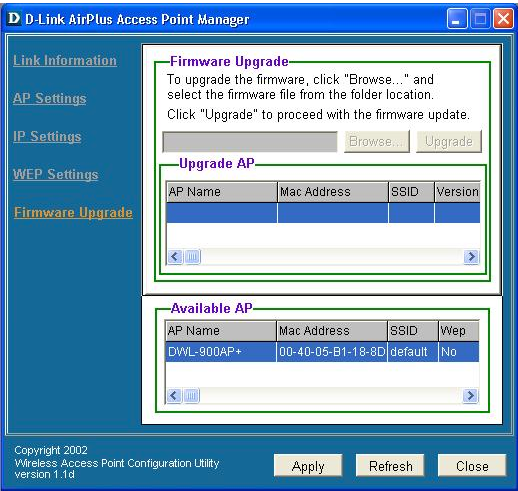 D-Link AirPlus Access Point Manager
Link Information
AP Settings
IP Settings
WEP Settings
Firmware Upgrade
Firmware Upgrade
To upgrade the firmware, click "Browse..." and
select the firmware file from the folder location.
Click "Upgrade" to proceed with the firmware update.
Browse... Upgrade
Upgrade AP
AP Name Mac Address SSID Version
Available AP
AP Name Mac Address SSID Wep
DWL-900AP+ 00-40-05-B1-18-8D default No
Copyright 2002
Wireless Access Point Configuration Utility
version 1.1d
Apply Refresh Close